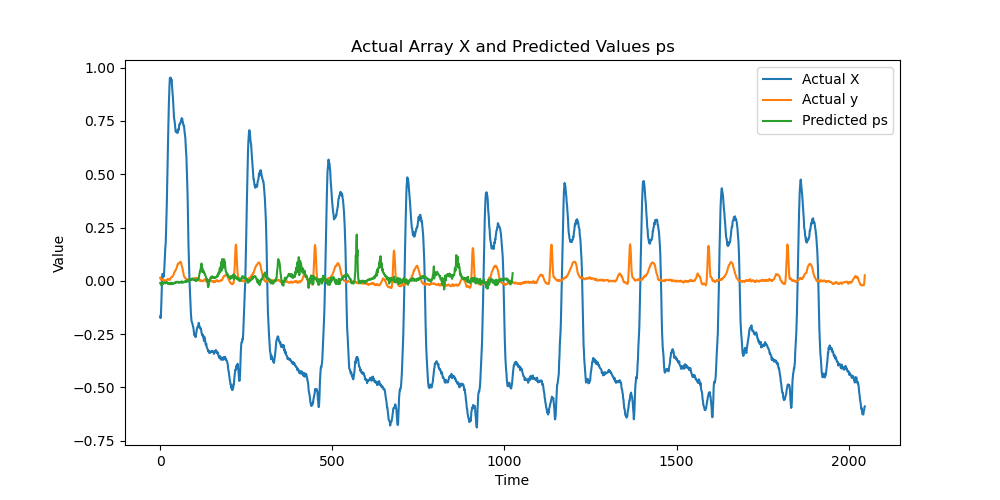 Actual Array X and Predicted Values ps
1.00
0.75
0.50
0.25
0.00
−0.25
−0.50
−0.75
Value
Actual X
Actual y
Predicted ps
0 500 1000 1500 2000
Time